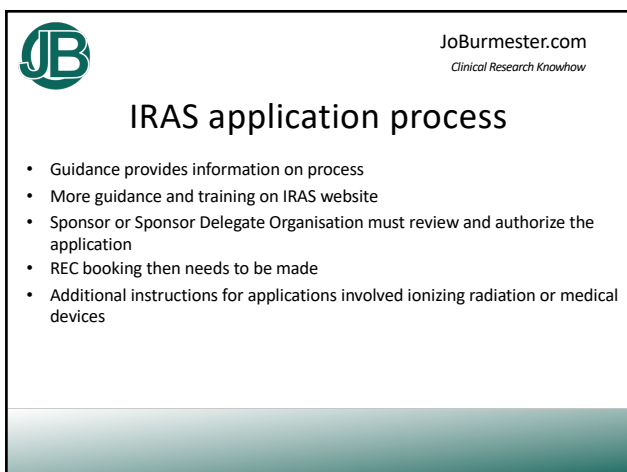 JB
JoBurmester.com
Clinical Research Knowhow
IRAS application process
• Guidance provides information on process
• More guidance and training on IRAS website
• Sponsor or Sponsor Delegate Organisation must review and authorize the
application
• REC booking then needs to be made
• Additional instructions for applications involved ionizing radiation or medical
devices